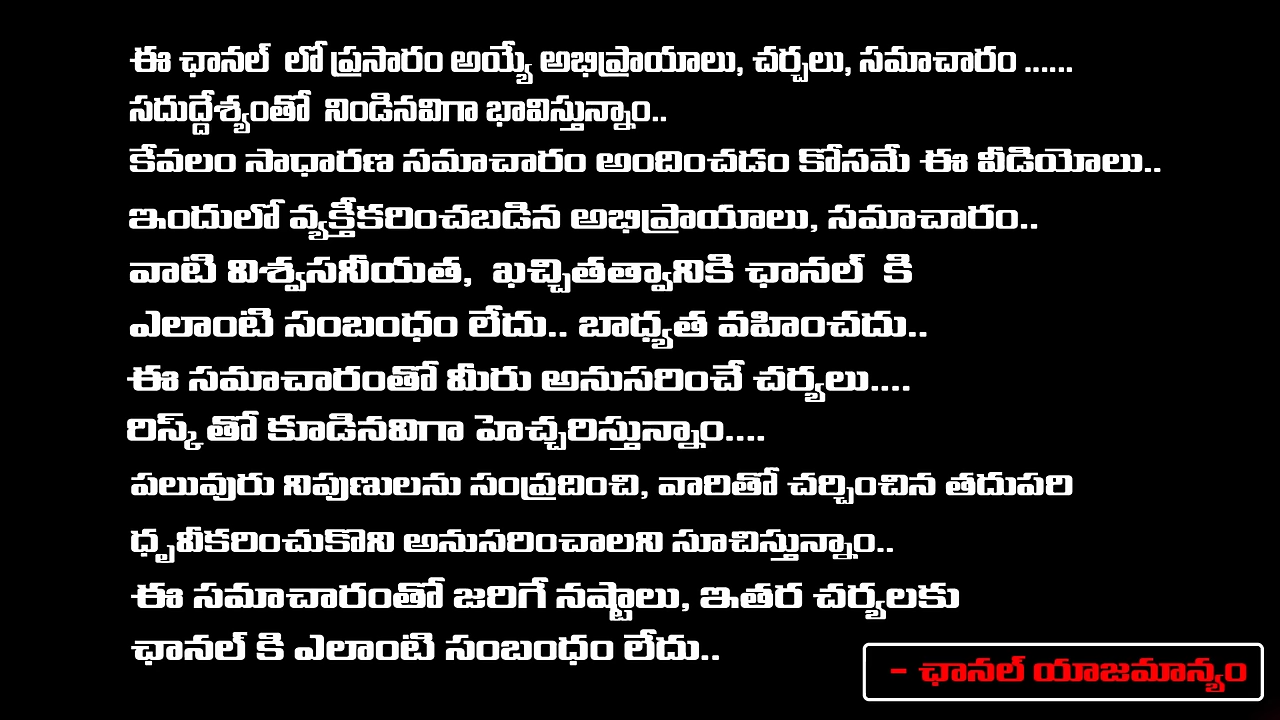 ఈ ఛానల్ లో ప్రసారం అయ్యే అభిప్రాయాలు, చర్చలు, సమాచారం ......
సదుద్దేశ్యంతో నిండినవిగా భావిస్తున్నాం..
కేవలం సాధారణ సమాచారం అందించడం కోసమే ఈ వీడియోలు..
ఇందులో వ్యక్తీకరించబడిన అభిప్రాయాలు, సమాచారం..
వాటి విశ్వసనీయత, ఖచ్చితత్వానికి ఛానల్ కి
ఎలాంటి సంబంధం లేదు.. బాధ్యత వహించదు..
ఈ సమాచారంతో మీరు అనుసరించే చర్యలు....
రిస్క్ తో కూడినవిగా హెచ్చరిస్తున్నాం....
పలువురు నిపుణులను సంప్రదించి, వారితో చర్చించిన తదుపరి
ధృవీకరించుకొని అనుసరించాలని సూచిస్తున్నాం..
ఈ సమాచారంతో జరిగే నష్టాలు, ఇతర చర్యలకు
ఛానల్ కి ఎలాంటి సంబంధం లేదు..
- ఛానల్ యాజమాన్యం